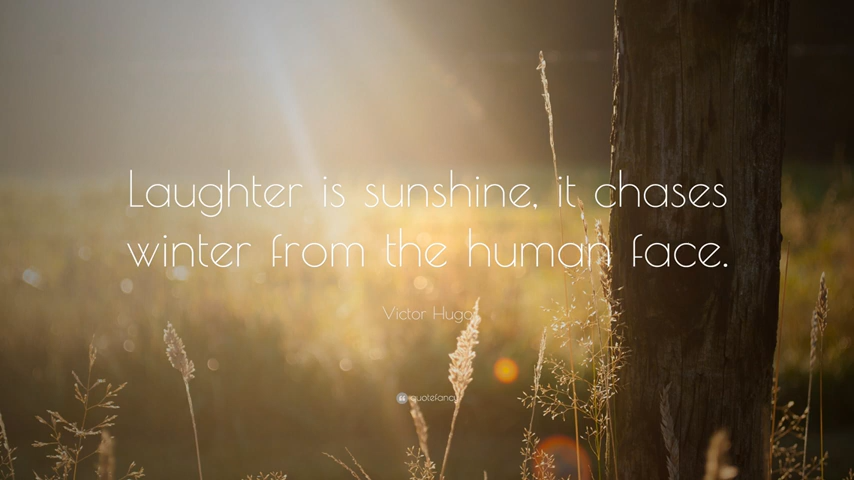 Laughter is sunshine, it chases
winter from the human face.
Victor Hugo
quotefancy